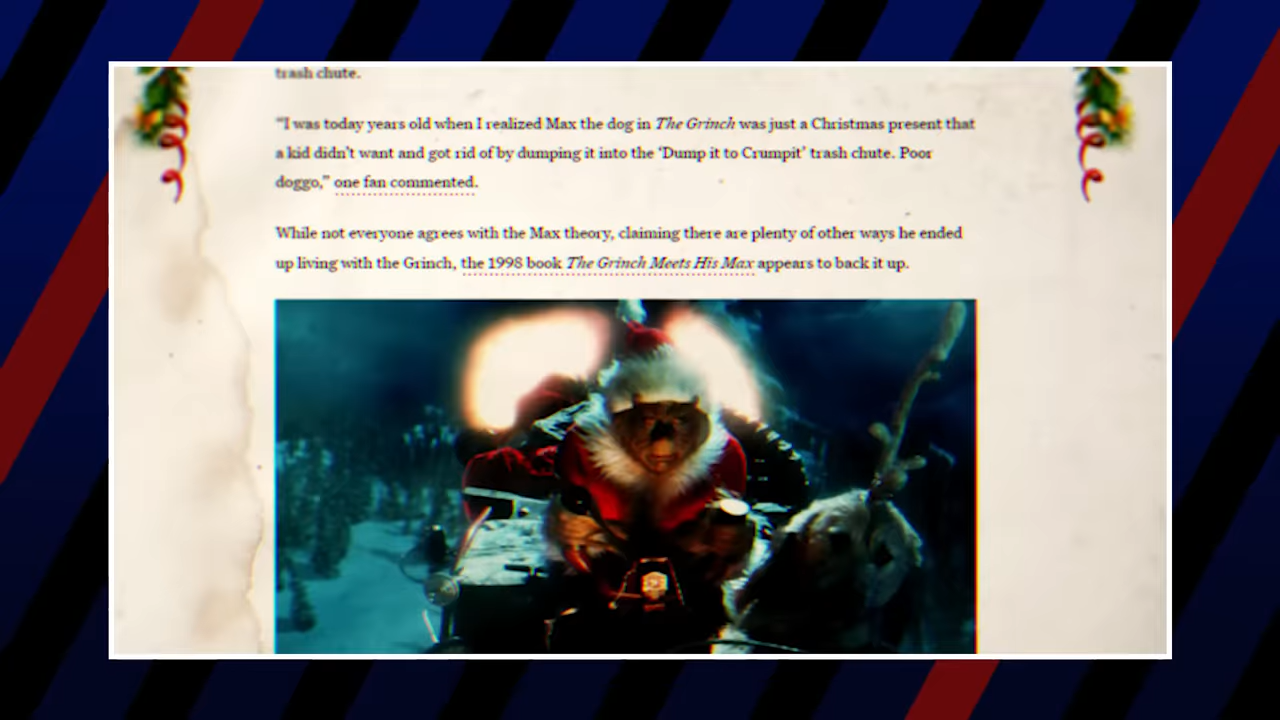 trash chute.
"I was today years old when I realized Max the dog in The Grinch was just a Christmas present that
a kid didn't want and got rid of by dumping it into the 'Dump it to Crumpit' trash chute. Poor
doggo," one fan commented.
While not everyone agrees with the Max theory, claiming there are plenty of other ways he ended
up living with the Grinch, the 1998 book The Grinch Meets His Max appears to back it up.